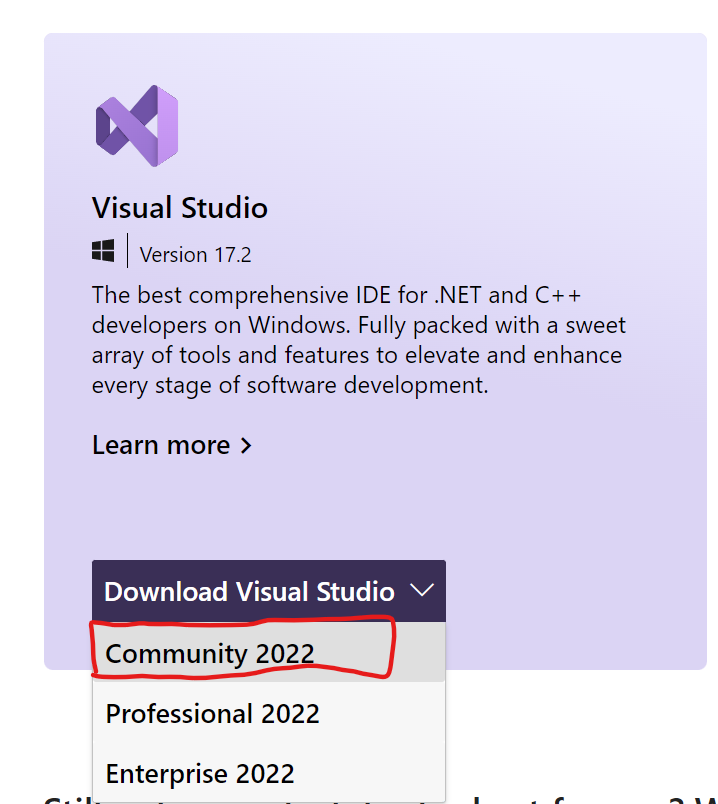 Visual Studio
Version 17.2
The best comprehensive IDE for .NET and C++
developers on Windows. Fully packed with a sweet
array of tools and features to elevate and enhance
every stage of software development.
Learn more
Download Visual Studio
Community 2022
Professional 2022
Enterprise 2022